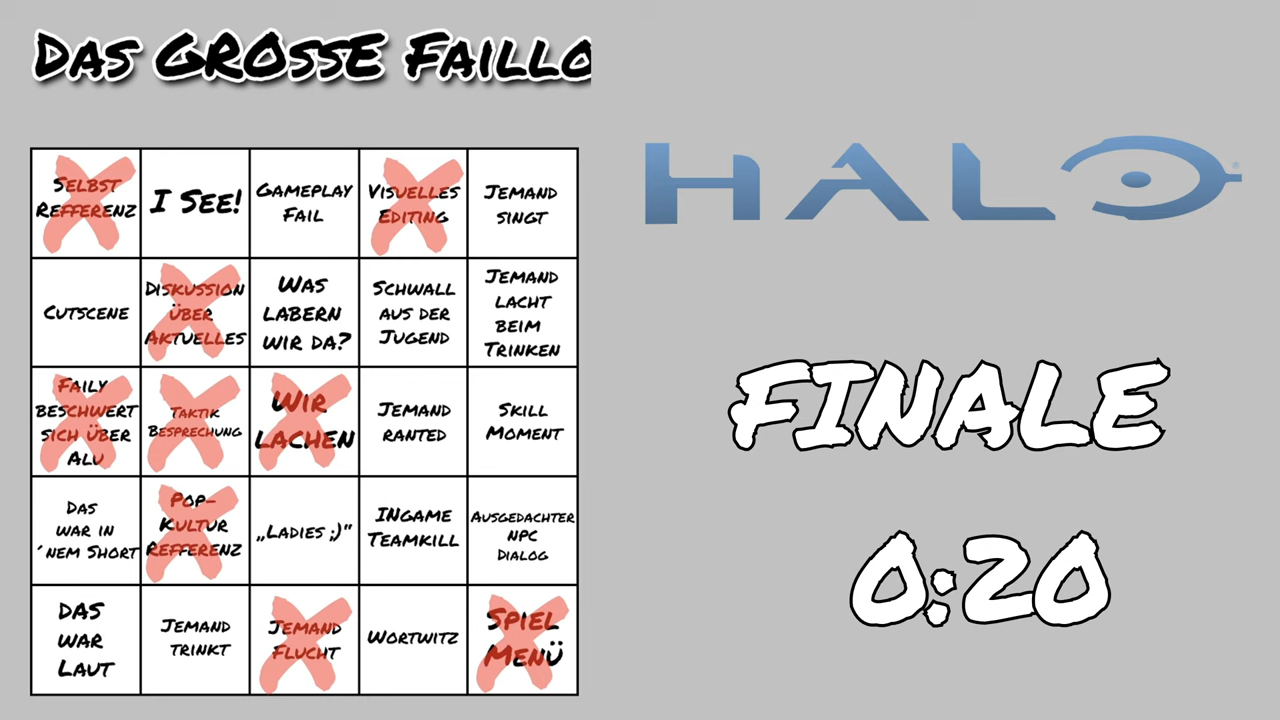 DAS GROSSE FAILLO
HALO
SELBST
REFFERENZ
I SEE!
GAMEPLAY
FAIL
VISUELLES
EDITING
JEMAND
SINGT
CUTSCENE
DISKUSSION
ÜBER
AKTUELLES
WAS
LABERN
WIR DA?
SCHWALL
AUS DER
JUGEND
JEMAND
LACHT
BEIM
TRINKEN
FAILY
BESCHWERT
SICH ÜBER
ALU
TAKTIK
BESPRECHUNG
WIR
LACHEN
JEMAND
RANTED
SKILL
MOMENT
FINALE
DAS
WAR IN
´NEM SHORT
POP-
KULTUR
REFFERENZ
„LADIES ;)“
INGAME
TEAMKILL
AUSGEDACHTER
NPC
DIALOG
0:20
DAS
WAR
LAUT
JEMAND
TRINKT
JEMAND
FLUCHT
WORTWITZ
SPIEL
MENÜ